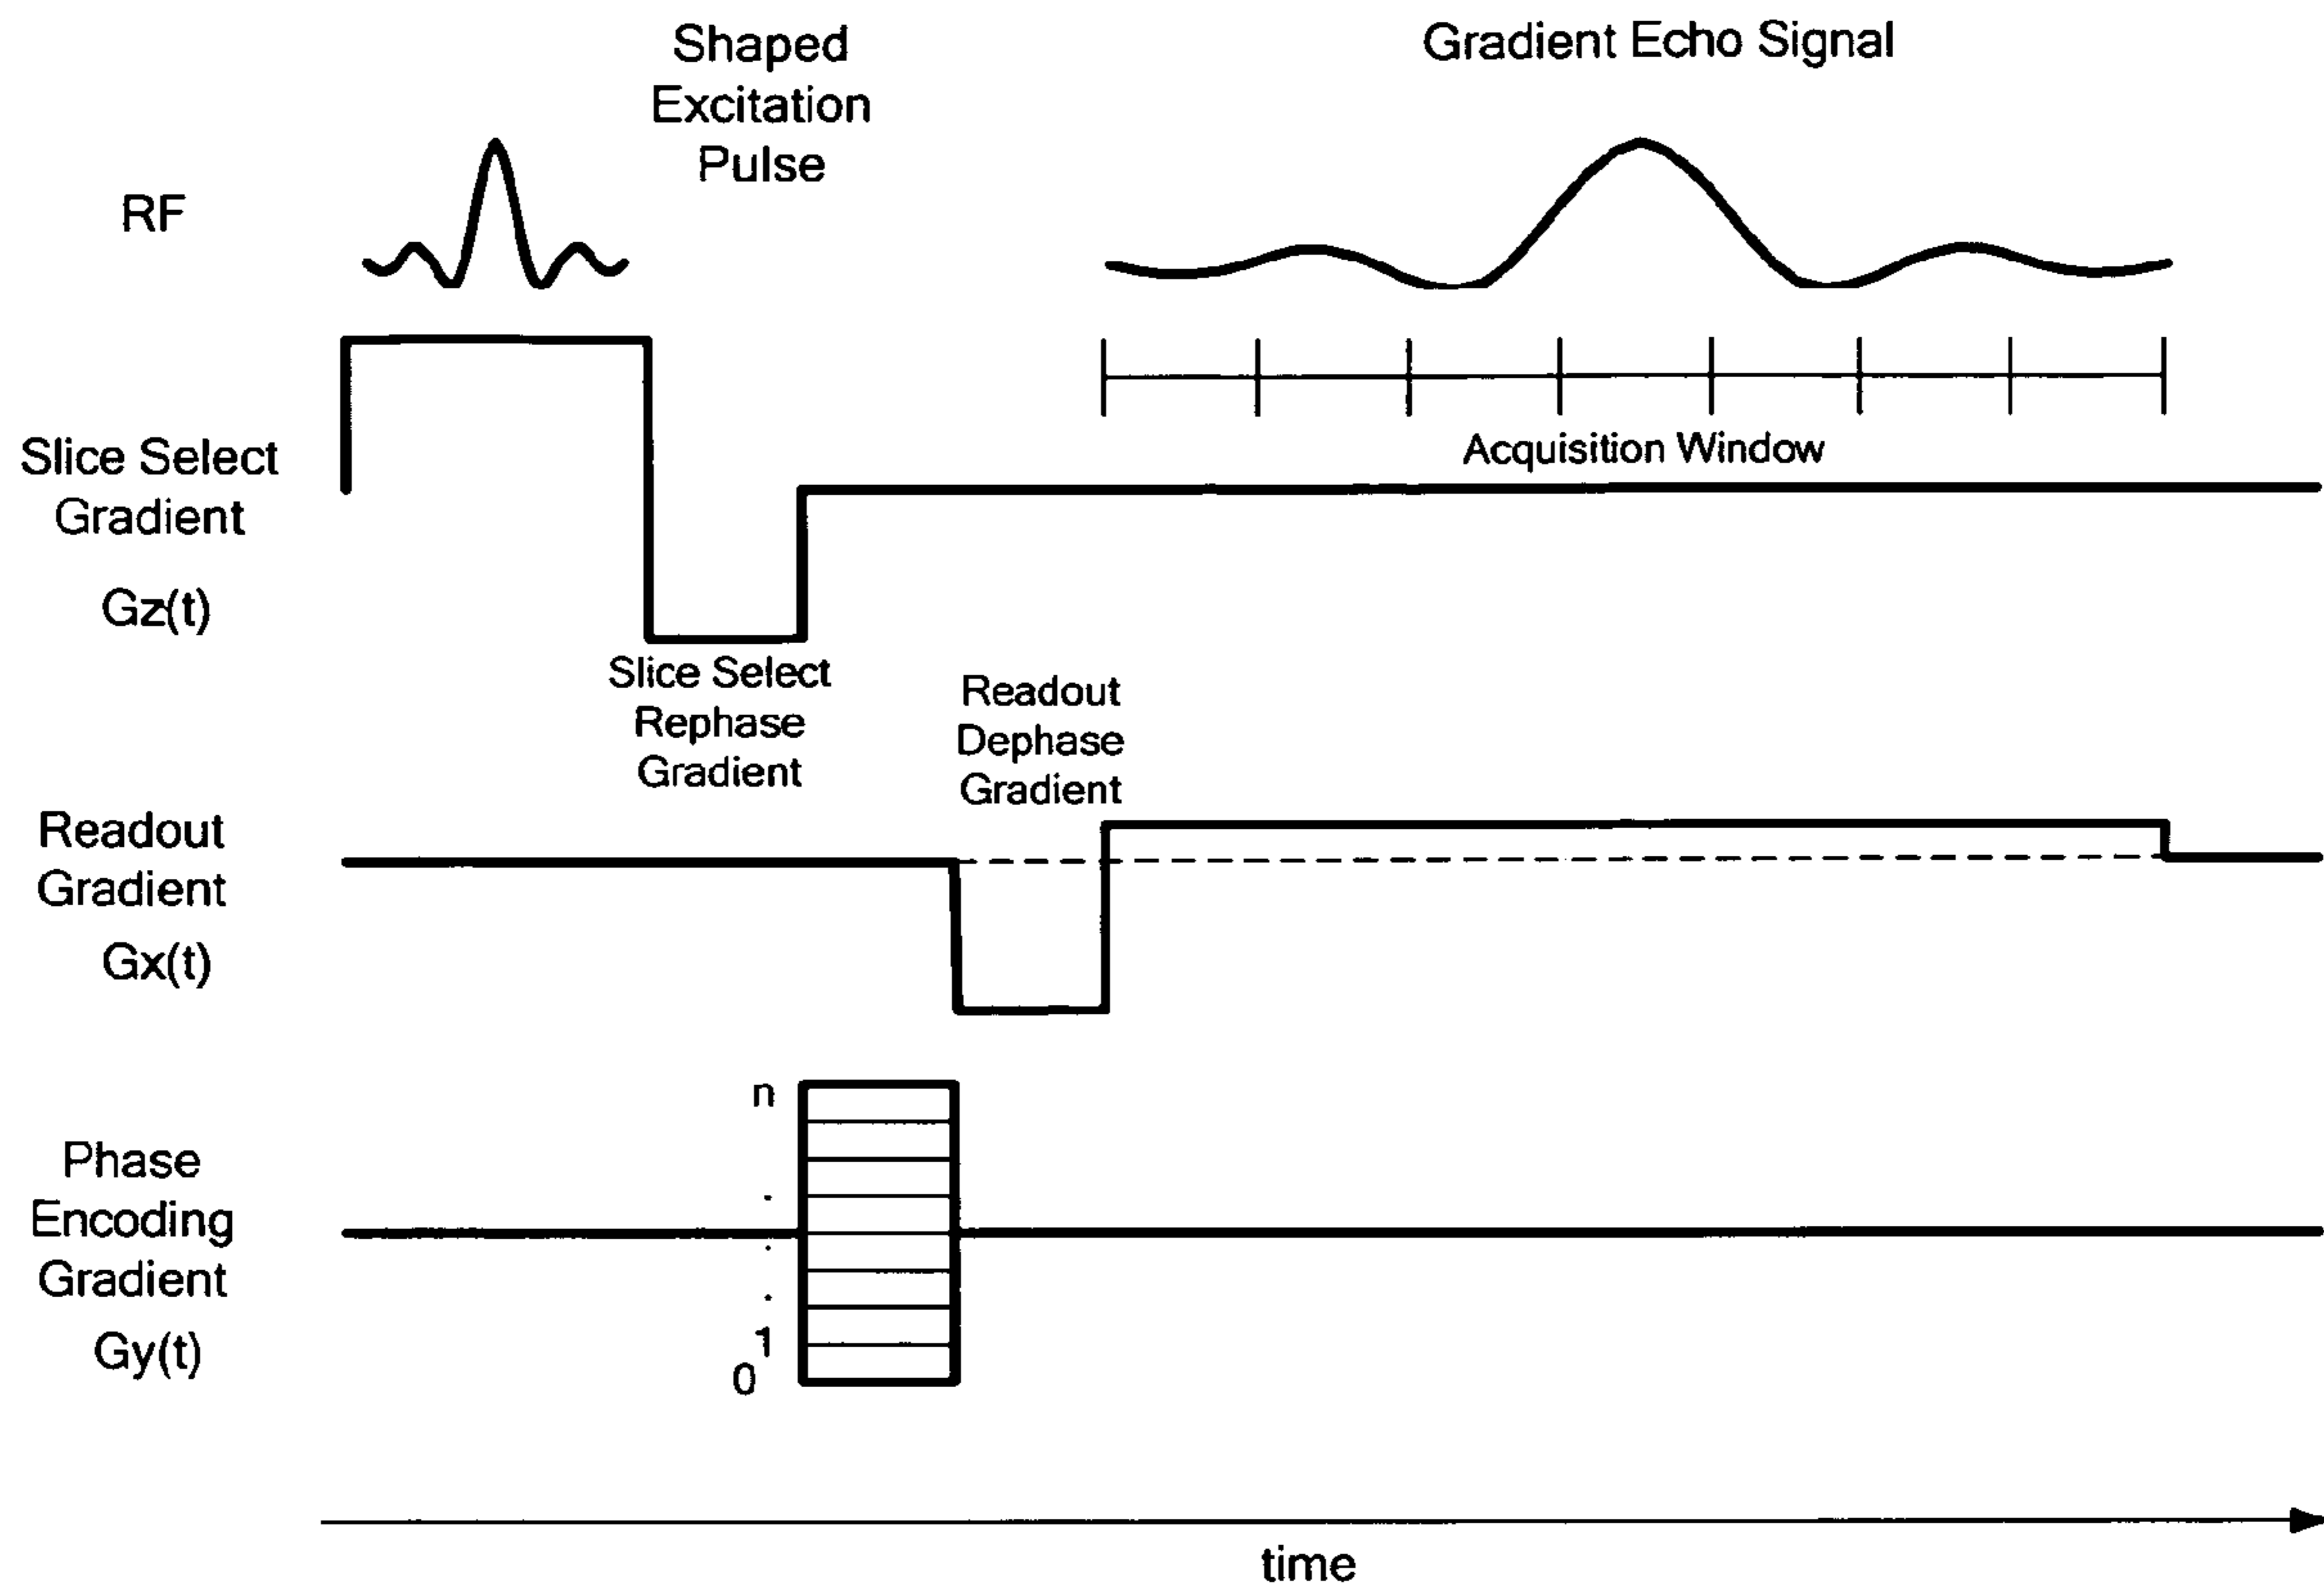 Shaped
Excitation
Pulse
Gradient Echo Signal
RF
Acquisition Window
Slice Select
Gradient
Gz(t)
Slice Select
Rephase
Gradient
Readout
Dephase
Gradient
Readout
Gradient
Gx(t)
n
.
.
.
1
0
Phase
Encoding
Gradient
Gy(t)
time